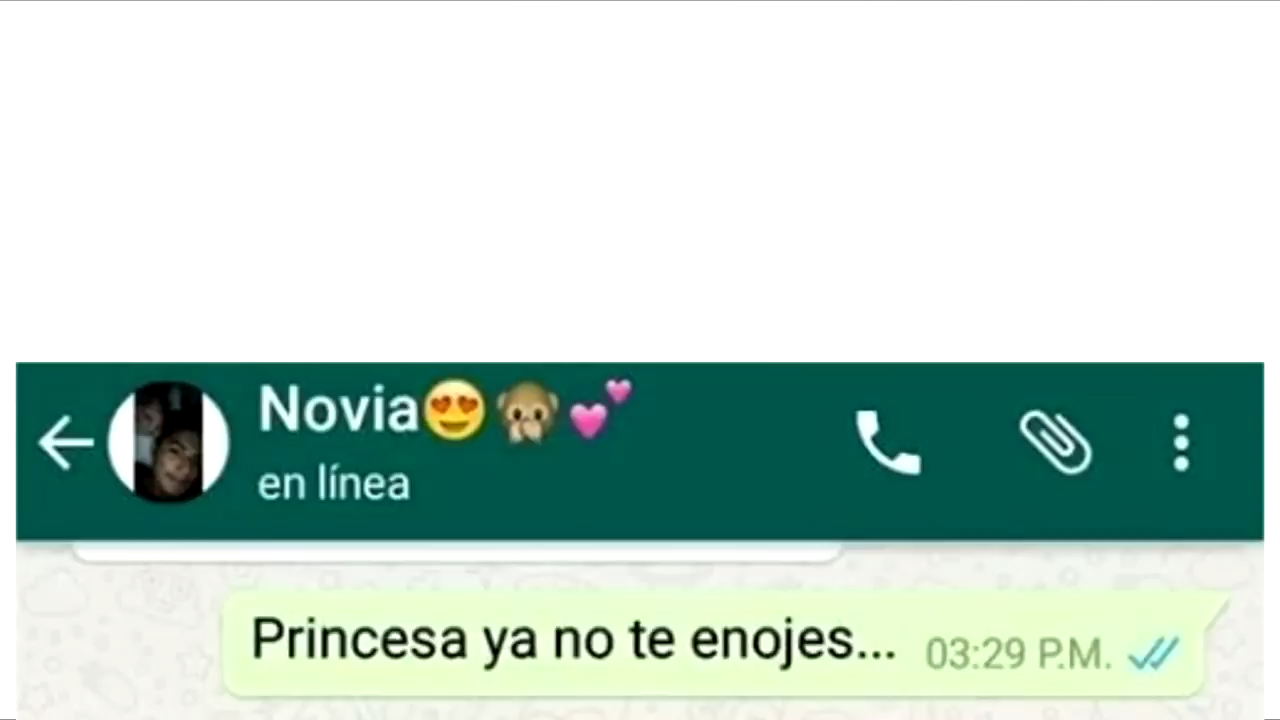 Novia😍🙊💕
en línea
Princesa ya no te enojes... 03:29 P.M.